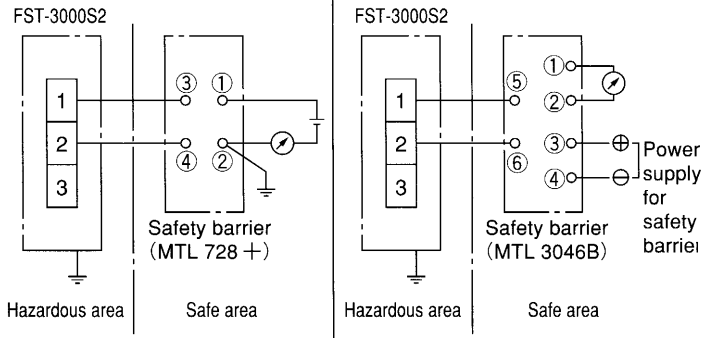 FST-3000S2
1
2
3
③ ①
④ ②
Safety barrier
(MTL 728 +)
Hazardous area
Safe area
FST-3000S2
1
2
3
⑤
⑥
①
②
③
④
⊕
⊖
Power
supply
for
safety
barrier
Safety barrier
(MTL 3046B)
Hazardous area
Safe area